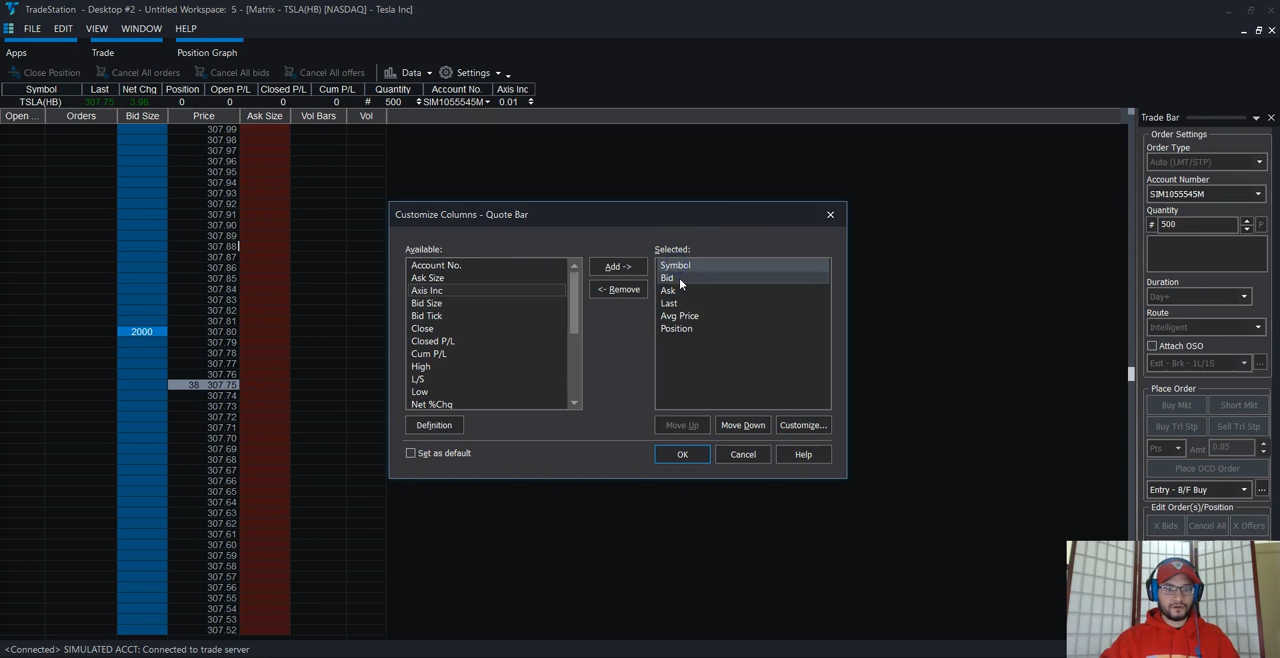 TradeStation - Desktop #2 - Untitled Workspace: 5 - [Matrix - TSLA(HB) [NASDAQ] - Tesla Inc]
FILE EDIT VIEW WINDOW HELP
Apps Trade Position Graph
Close Position Cancel All orders Cancel All bids Cancel All offers Data Settings
Symbol Last Net Chg Position Open P/L Closed P/L Cum P/L Quantity Account No. Axis Inc
TSLA(HB) 307.75 3.98 0 0 0 0 # 500 SIM1055545M 0.01
Open ... Orders Bid Size Price Ask Size Vol Bars Vol
307.99
307.98
307.97
307.96
307.95
307.94
307.93
307.92
307.91
307.90
307.89
307.88
307.87
307.86
307.85
307.84
307.83
307.82
307.81
2000 307.80
307.79
307.78
307.77
307.76
38 307.75
307.74
307.73
307.72
307.71
307.70
307.69
307.68
307.67
307.66
307.65
307.64
307.63
307.62
307.61
307.60
307.59
307.58
307.57
307.56
307.55
307.54
307.53
307.52
Customize Columns - Quote Bar
Available:
Account No.
Ask Size
Axis Inc
Bid Size
Bid Tick
Close
Closed P/L
Cum P/L
High
L/S
Low
Net %Chg
Add ->
<- Remove
Selected:
Symbol
Bid
Ask
Last
Avg Price
Position
Definition Move Up Move Down Customize...
Set as default OK Cancel Help
Trade Bar
Order Settings
Order Type
Auto (LMT/STP)
Account Number
SIM1055545M
Quantity
# 500 P
Duration
Day+
Route
Intelligent
Attach OSO
Exit - Brk - 1L/1S ...
Place Order
Buy Mkt Short Mkt
Buy Trl Stp Sell Trl Stp
Pts Amt 0.05
Place OCO Order
Entry - B/F Buy ...
Edit Order(s)/Position
X Bids Cancel All X Offers
<Connected> SIMULATED ACCT: Connected to trade server